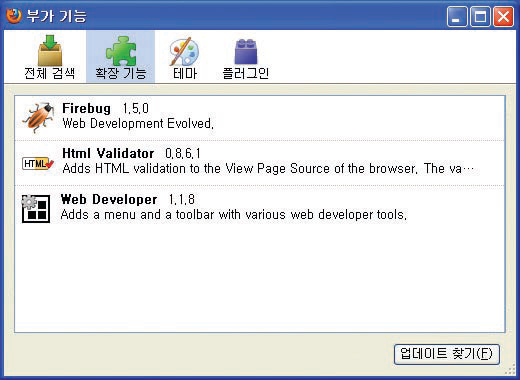 부가 기능
전체 검색 확장 기능 테마 플러그인
Firebug 1,5,0
Web Development Evolved,
HTML
Html Validator 0,8,6,1
Adds HTML validation to the View Page Source of the browser, The va···
Web Developer 1,1,8
Adds a menu and a toolbar with various web developer tools,
업데이트 찾기(F)